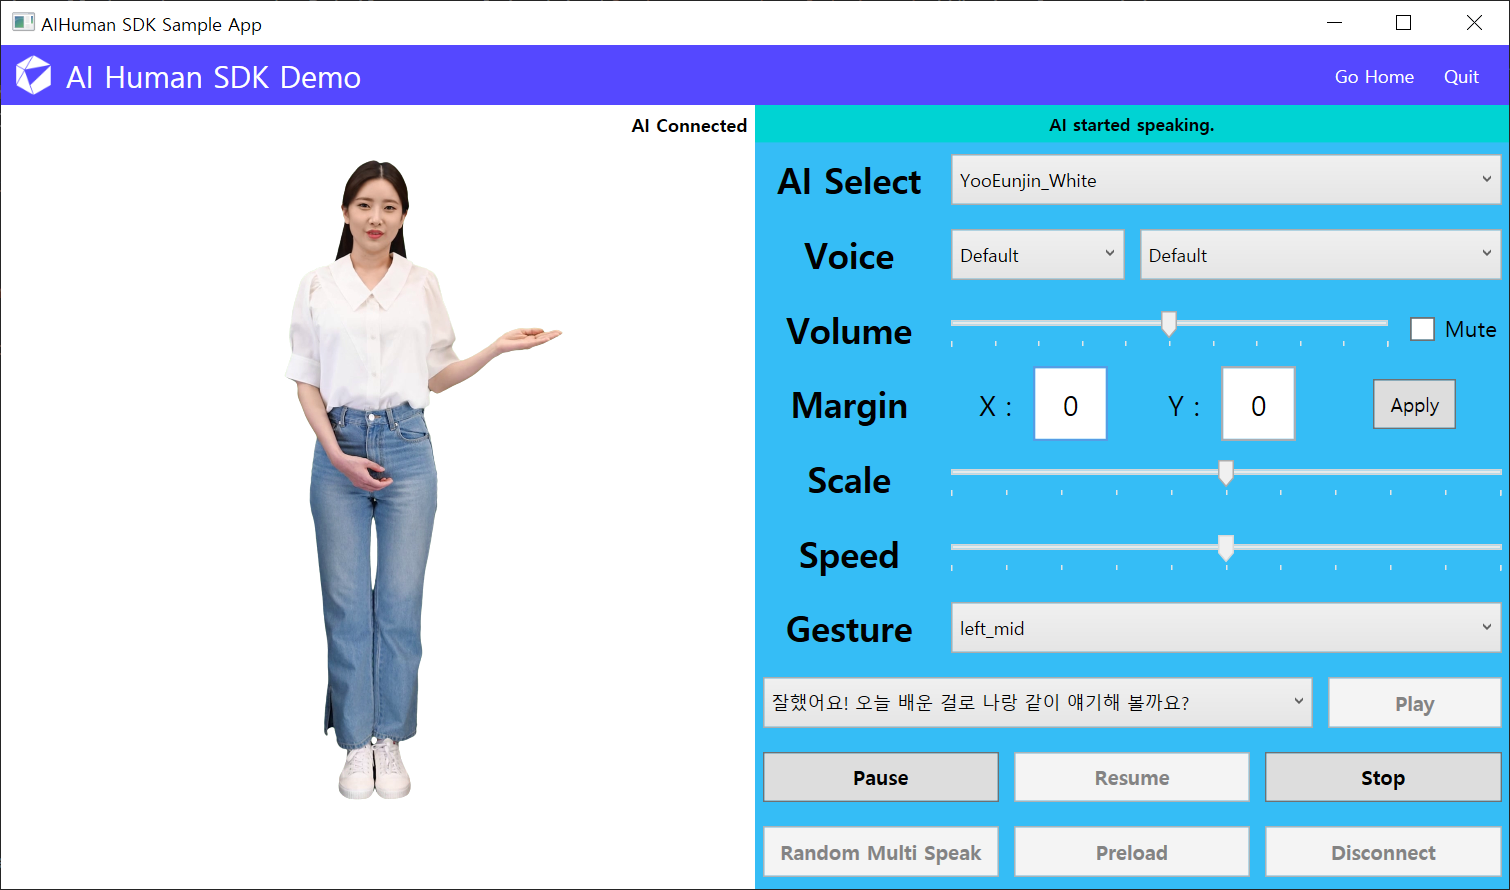 AIHuman SDK Sample App
AI Human SDK Demo
Go Home Quit
AI Connected
AI started speaking.
AI Select YooEunjin_White
Voice Default Default
Volume Mute
Margin X : 0 Y : 0 Apply
Scale
Speed
Gesture left_mid
잘했어요! 오늘 배운 걸로 나랑 같이 얘기해 볼까요? Play
Pause Resume Stop
Random Multi Speak Preload Disconnect